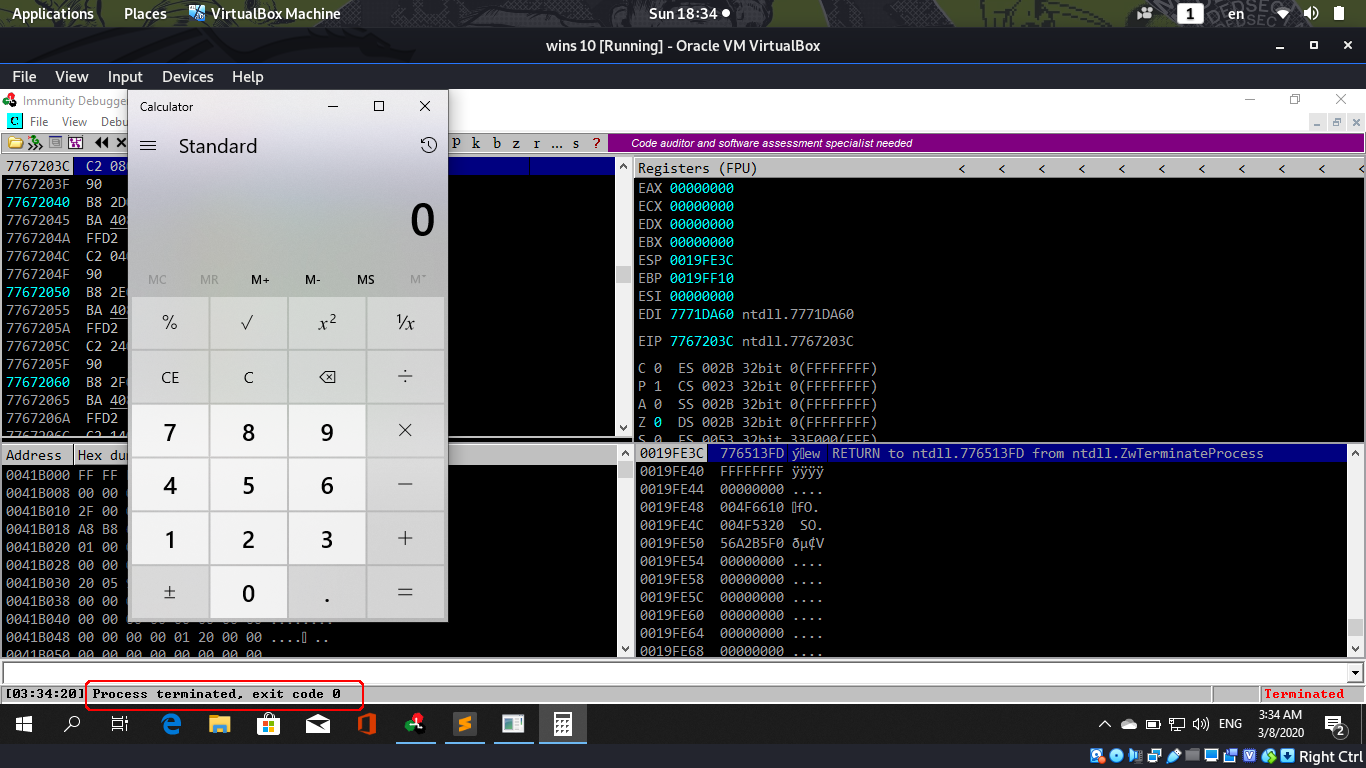 Applications Places VirtualBox Machine Sun 18:34 1 en
wins 10 [Running] - Oracle VM VirtualBox
File View Input Devices Help
Immunity Debugger
File View Debu
p k b z r ... s ? Code auditor and software assessment specialist needed
Calculator
Standard
0
MC MR M+ M- MS M
% √ x² ⅟x
CE C ÷
7 8 9 ×
4 5 6 −
1 2 3 +
± 0 . =
7767203C C2 08
7767203F 90
77672040 B8 2D
77672045 BA 40
7767204A FFD2
7767204C C2 04
7767204F 90
77672050 B8 2E
77672055 BA 40
7767205A FFD2
7767205C C2 24
7767205F 90
77672060 B8 2F
77672065 BA 40
7767206A FFD2
7767206C C2 14
Registers (FPU) < < < < < < < < < < <
EAX 00000000
ECX 00000000
EDX 00000000
EBX 00000000
ESP 0019FE3C
EBP 0019FF10
ESI 00000000
EDI 7771DA60 ntdll.7771DA60
EIP 7767203C ntdll.7767203C
C 0 ES 002B 32bit 0(FFFFFFFF)
P 1 CS 0023 32bit 0(FFFFFFFF)
A 0 SS 002B 32bit 0(FFFFFFFF)
Z 0 DS 002B 32bit 0(FFFFFFFF)
S 0 FS 0053 32bit 33F000(FFF)
Address Hex du
0041B000 FF FF
0041B008 00 00
0041B010 2F 00
0041B018 A8 B8
0041B020 01 00
0041B028 00 00
0041B030 20 05
0041B038 00 00
0041B040 00 00 00 00 00 00 00 00 ........
0041B048 00 00 00 00 01 20 00 00 .... ..
0041B050 00 00 00 00 00 00 00 00
0019FE3C 776513FD ý ew RETURN to ntdll.776513FD from ntdll.ZwTerminateProcess
0019FE40 FFFFFFFF ÿÿÿÿ
0019FE44 00000000 ....
0019FE48 004F6610 fO.
0019FE4C 004F5320 SO.
0019FE50 56A2B5F0 ðµ¢V
0019FE54 00000000 ....
0019FE58 00000000 ....
0019FE5C 00000000 ....
0019FE60 00000000 ....
0019FE64 00000000 ....
0019FE68 00000000 ....
[03:34:20] Process terminated, exit code 0 Terminated
ENG 3:34 AM
3/8/2020 2
Right Ctrl